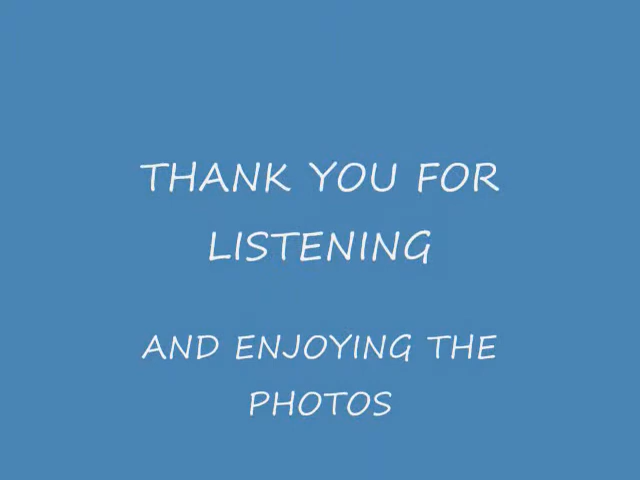 THANK YOU FOR
LISTENING
AND ENJOYING THE
PHOTOS